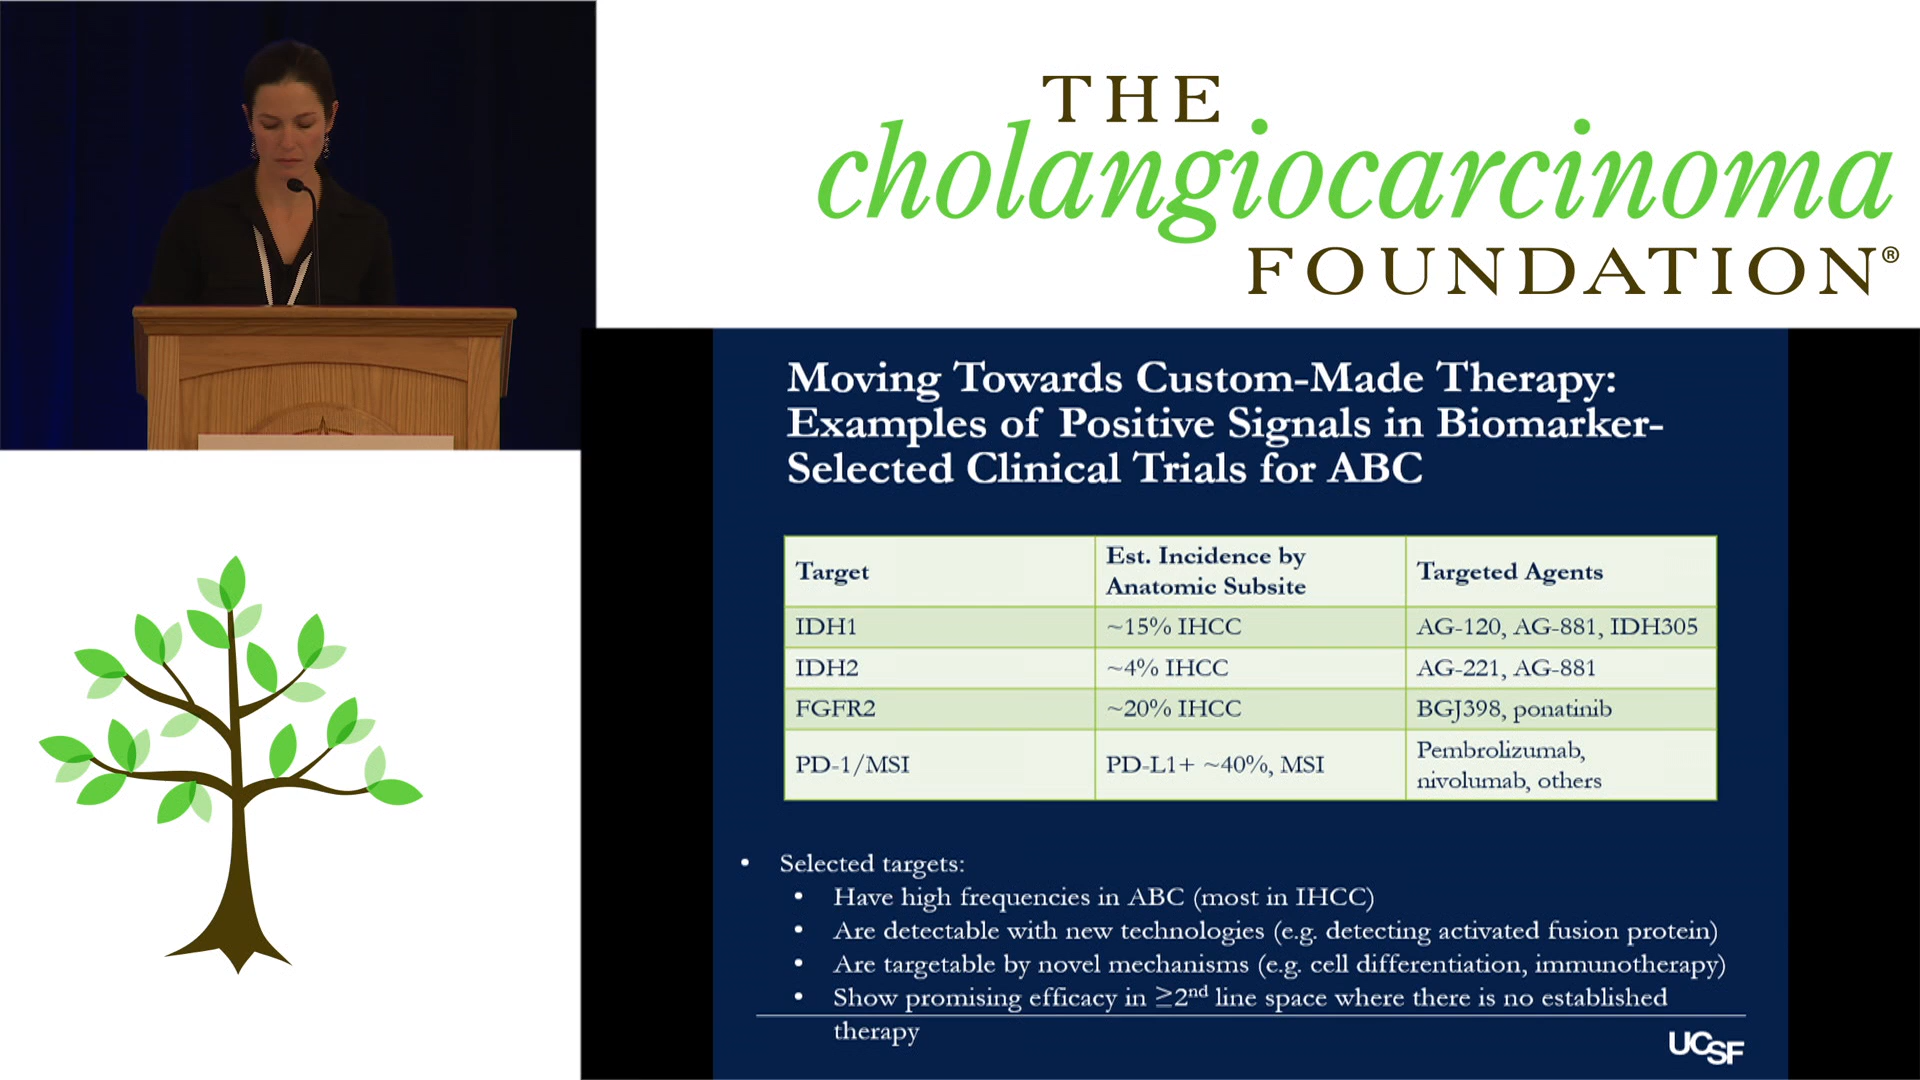 THE
cholangiocarcinoma
FOUNDATION®
Moving Towards Custom-Made Therapy:
Examples of Positive Signals in Biomarker-
Selected Clinical Trials for ABC
Target
Est. Incidence by
Anatomic Subsite
Targeted Agents
IDH1
~15% IHCC
AG-120, AG-881, IDH305
IDH2
~4% IHCC
AG-221, AG-881
FGFR2
~20% IHCC
BGJ398, ponatinib
PD-1/MSI
PD-L1+ ~40%, MSI
Pembrolizumab,
nivolumab, others
• Selected targets:
• Have high frequencies in ABC (most in IHCC)
• Are detectable with new technologies (e.g. detecting activated fusion protein)
• Are targetable by novel mechanisms (e.g. cell differentiation, immunotherapy)
• Show promising efficacy in ≥2nd line space where there is no established
therapy
UCSF